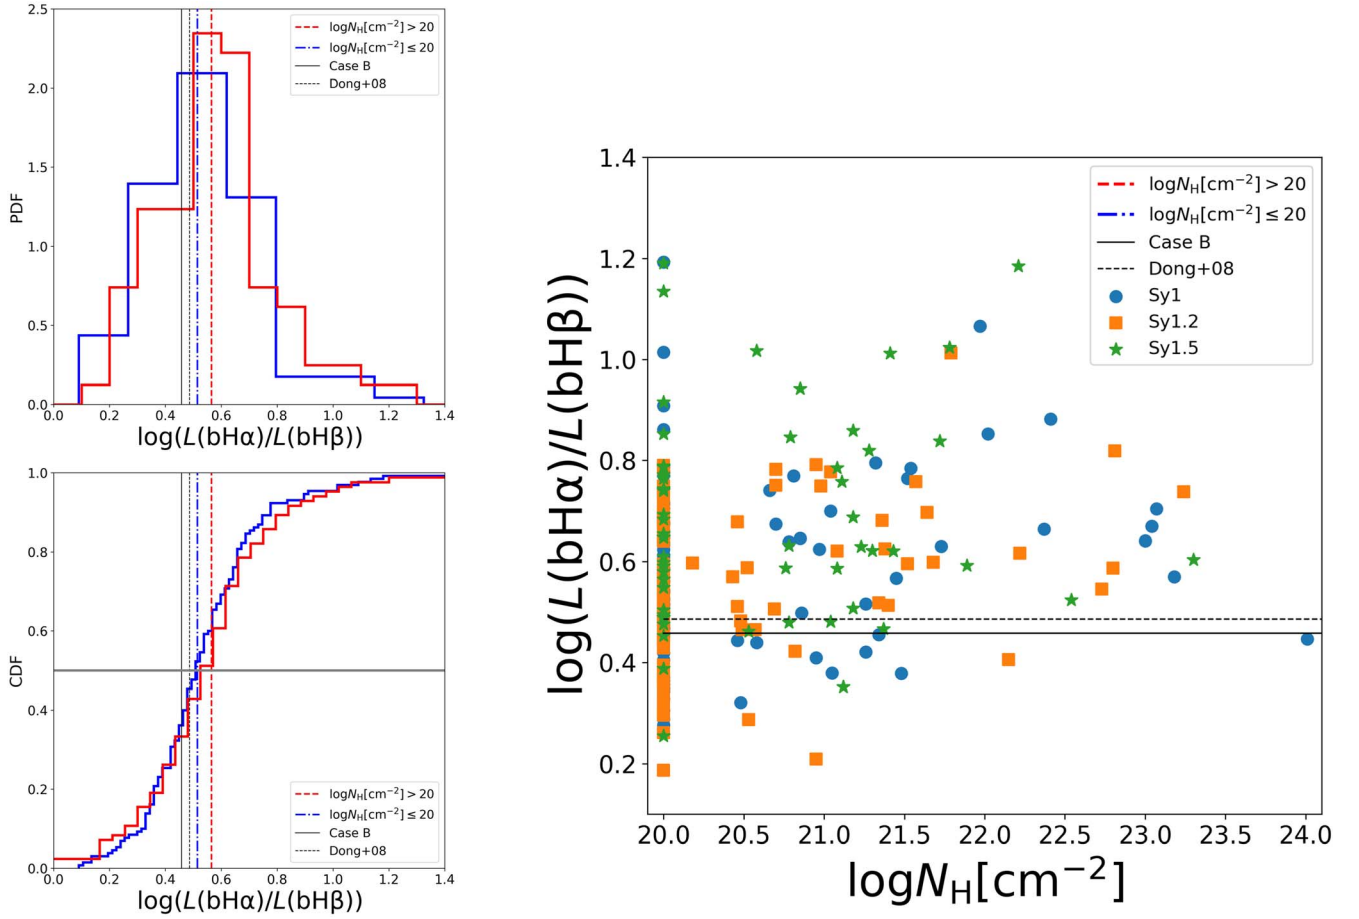 2.5
2.0
1.5
1.0
0.5
0.0
PDF
0.0 0.2 0.4 0.6 0.8 1.0 1.2 1.4
log(L(bHα)/L(bHβ))
logN_H[cm⁻²] > 20
logN_H[cm⁻²] ≤ 20
Case B
Dong+08
1.0
0.8
0.6
0.4
0.2
0.0
CDF
0.0 0.2 0.4 0.6 0.8 1.0 1.2 1.4
log(L(bHα)/L(bHβ))
logN_H[cm⁻²] > 20
logN_H[cm⁻²] ≤ 20
Case B
Dong+08
1.4
1.2
1.0
0.8
0.6
0.4
0.2
log(L(bHα)/L(bHβ))
20.0 20.5 21.0 21.5 22.0 22.5 23.0 23.5 24.0
logN_H[cm⁻²]
logN_H[cm⁻²] > 20
logN_H[cm⁻²] ≤ 20
Case B
Dong+08
Sy1
Sy1.2
Sy1.5